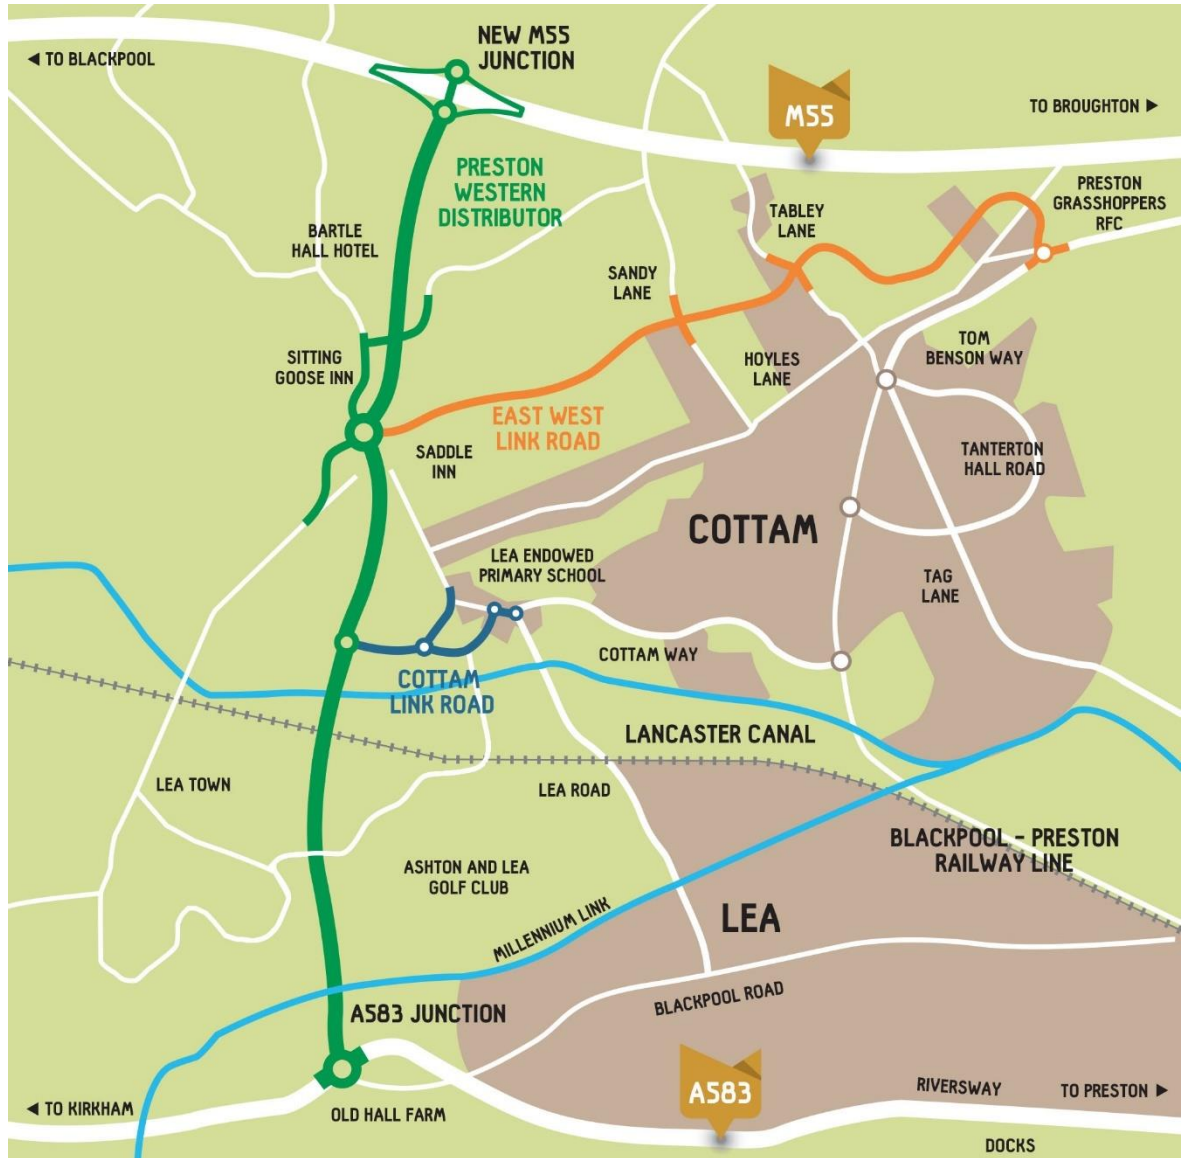 NEW M55
JUNCTION
◄ TO BLACKPOOL
M55
TO BROUGHTON ►
PRESTON
WESTERN
DISTRIBUTOR
PRESTON
GRASSHOPPERS
RFC
TABLEY
LANE
BARTLE
HALL HOTEL
SANDY
LANE
TOM
BENSON WAY
SITTING
GOOSE INN
HOYLES
LANE
EAST WEST
LINK ROAD
SADDLE
INN
TANTERTON
HALL ROAD
COTTAM
LEA ENDOWED
PRIMARY SCHOOL
TAG
LANE
COTTAM WAY
COTTAM
LINK ROAD
LANCASTER CANAL
LEA TOWN
LEA ROAD
BLACKPOOL - PRESTON
RAILWAY LINE
ASHTON AND LEA
GOLF CLUB
MILLENNIUM LINK
LEA
BLACKPOOL ROAD
A583 JUNCTION
A583
RIVERSWAY
TO PRESTON ►
◄ TO KIRKHAM
OLD HALL FARM
DOCKS